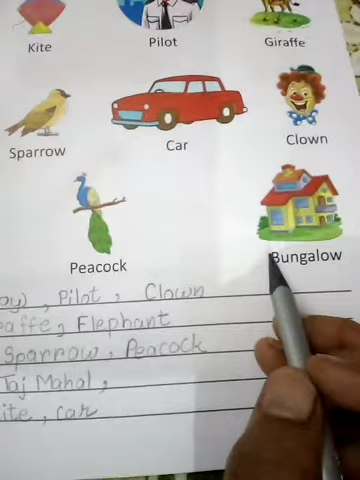 Kite Pilot Giraffe
Sparrow Car Clown
Peacock Bungalow
, Pilot , Clown
, Elephant
Sparrow, Peacock
Taj Mahal ,
, car